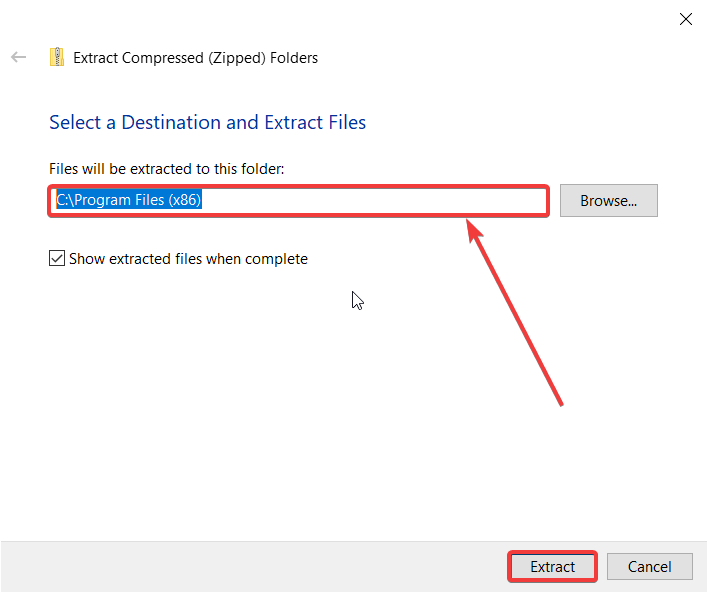 Extract Compressed (Zipped) Folders
Select a Destination and Extract Files
Files will be extracted to this folder:
C:\Program Files (x86)
Browse...
Show extracted files when complete
Extract
Cancel